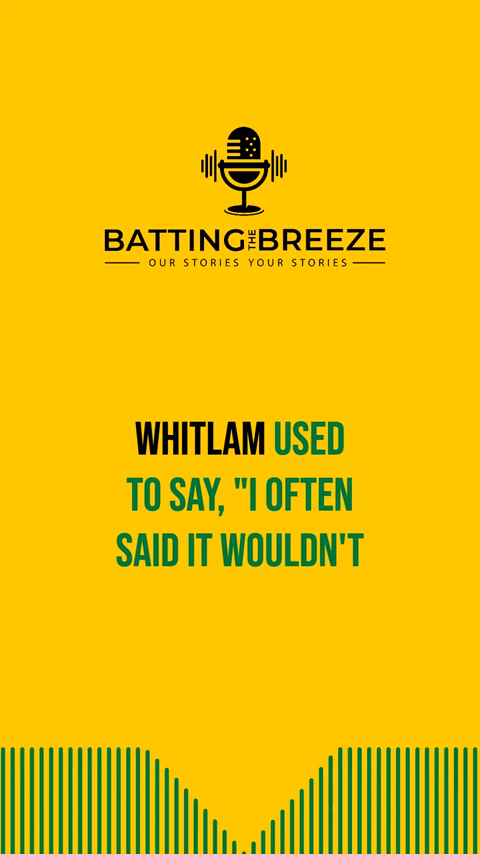 BATTING THE BREEZE
OUR STORIES YOUR STORIES
WHITLAM USED
TO SAY, "I OFTEN
SAID IT WOULDN'T